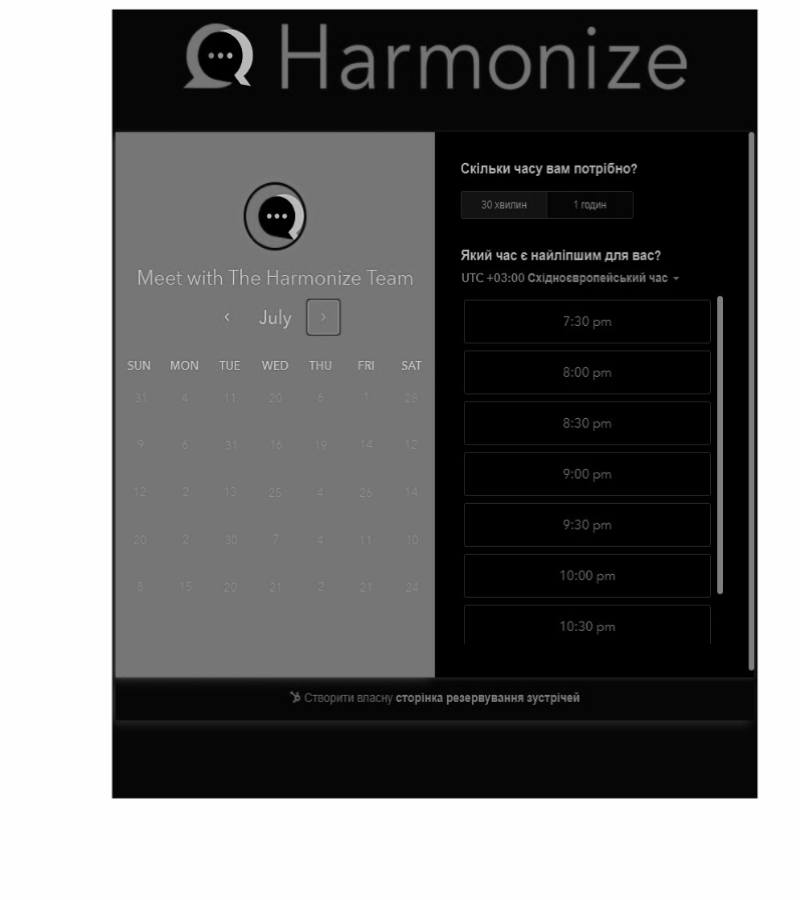 Harmonize
Meet with The Harmonize Team
‹ July ›
SUN MON TUE WED THU FRI SAT
31 4 11 20 6 1 28
9 6 31 16 19 14 12
12 2 13 25 4 26 14
20 2 30 7 4 11 10
8 15 20 21 2 21 24
Скільки часу вам потрібно?
30 хвилин 1 годин
Який час є найліпшим для вас?
UTC +03:00 Східноєвропейський час
7:30 pm
8:00 pm
8:30 pm
9:00 pm
9:30 pm
10:00 pm
10:30 pm
Створити власну сторінка резервування зустрічей